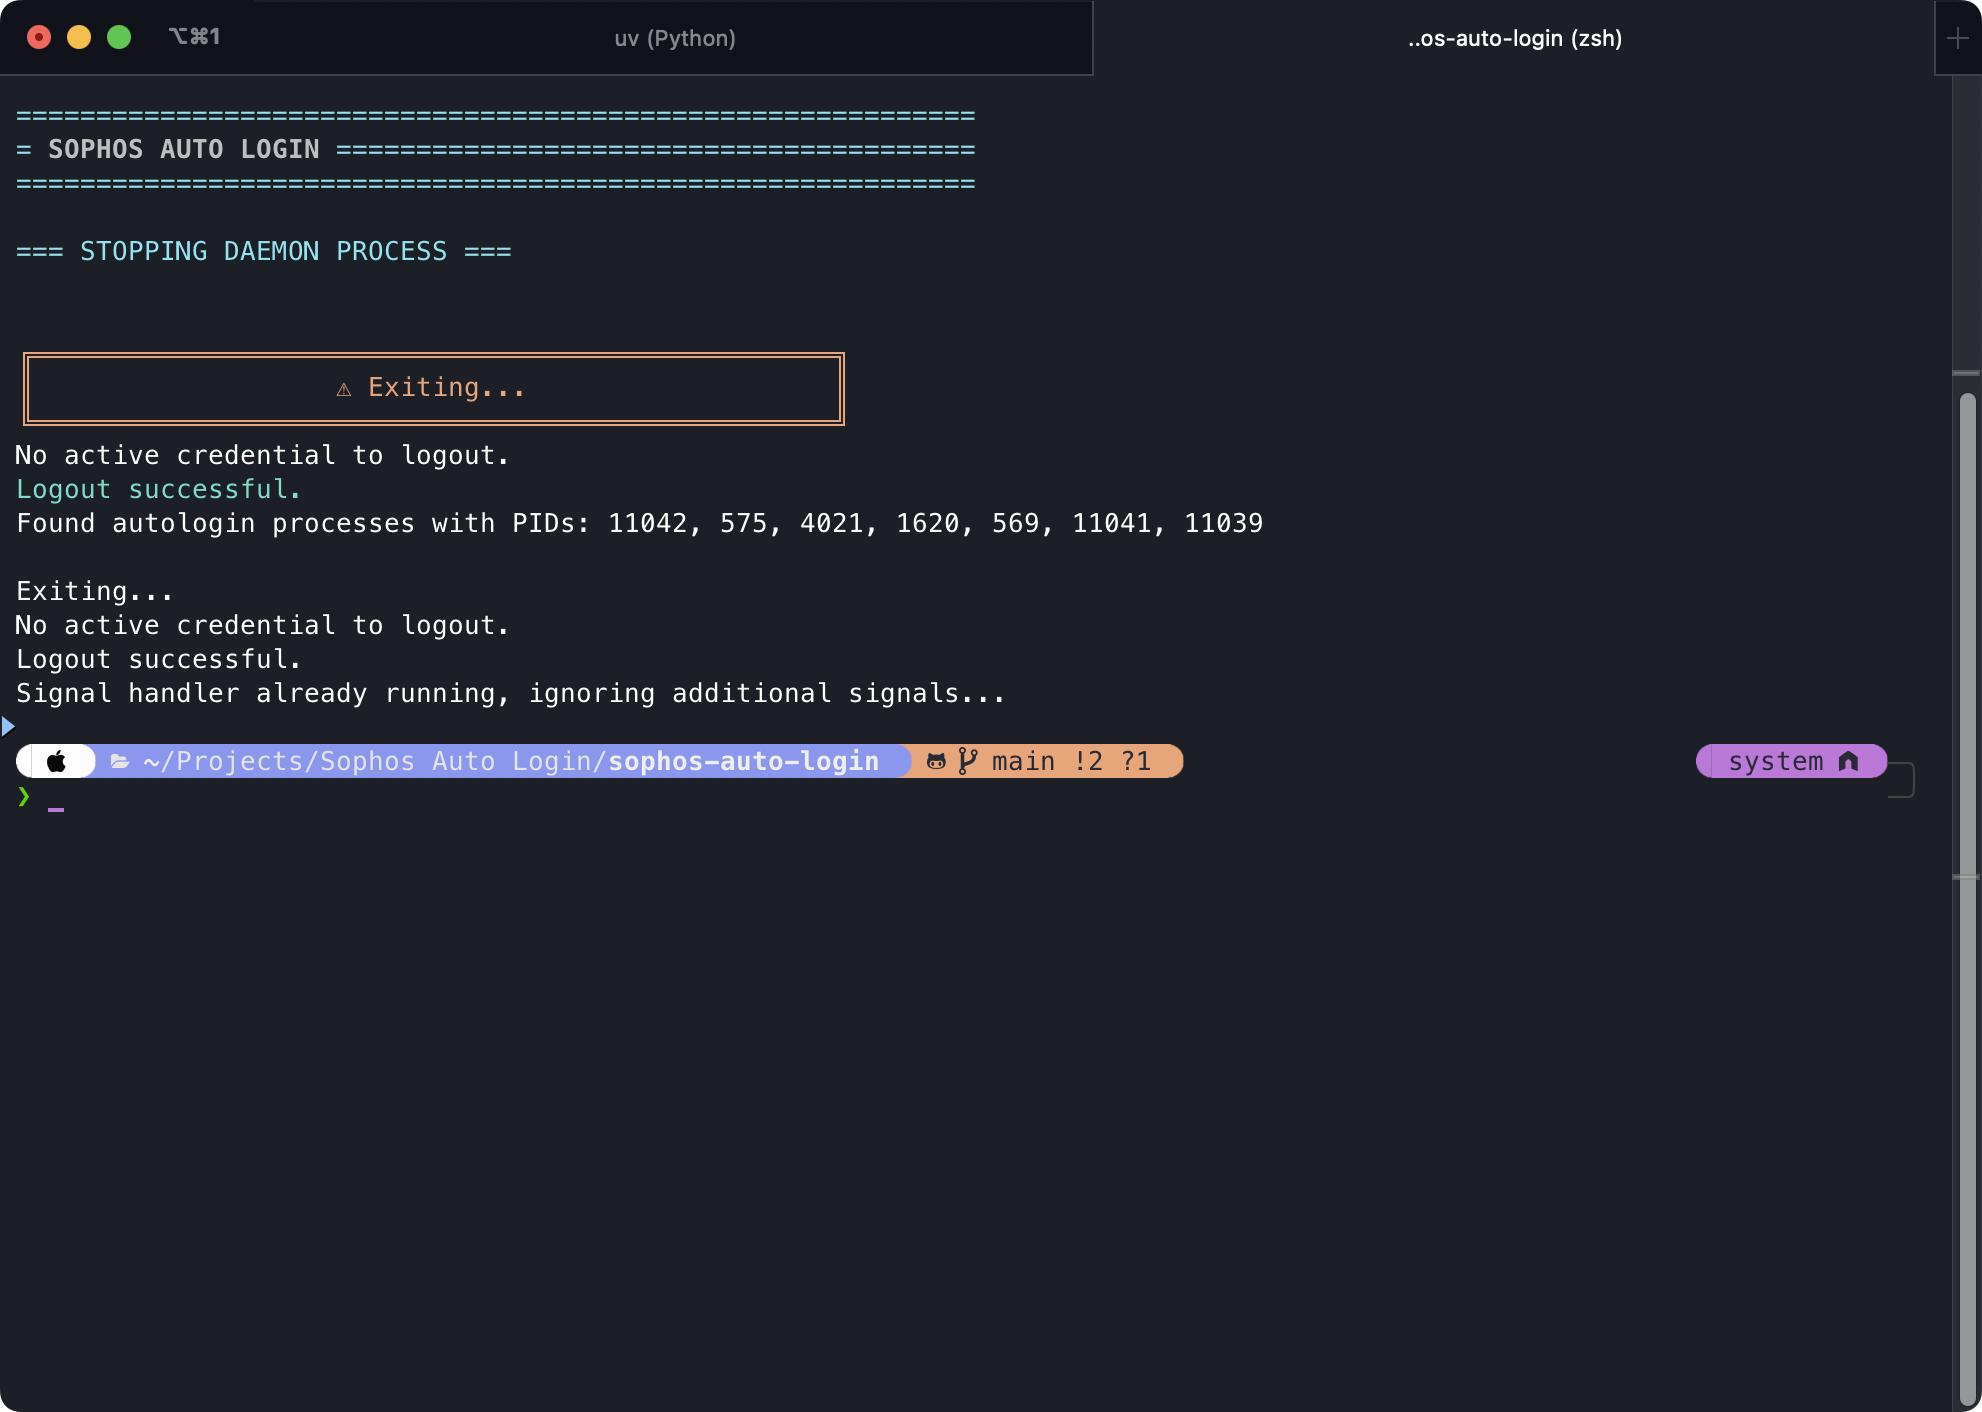 ⌥⌘1
uv (Python)
..os-auto-login (zsh)
============================================================
= SOPHOS AUTO LOGIN ========================================
============================================================
=== STOPPING DAEMON PROCESS ===
⚠ Exiting...
No active credential to logout.
Logout successful.
Found autologin processes with PIDs: 11042, 575, 4021, 1620, 569, 11041, 11039
Exiting...
No active credential to logout.
Logout successful.
Signal handler already running, ignoring additional signals...
~/Projects/Sophos Auto Login/sophos-auto-login main !2 ?1 system
❯